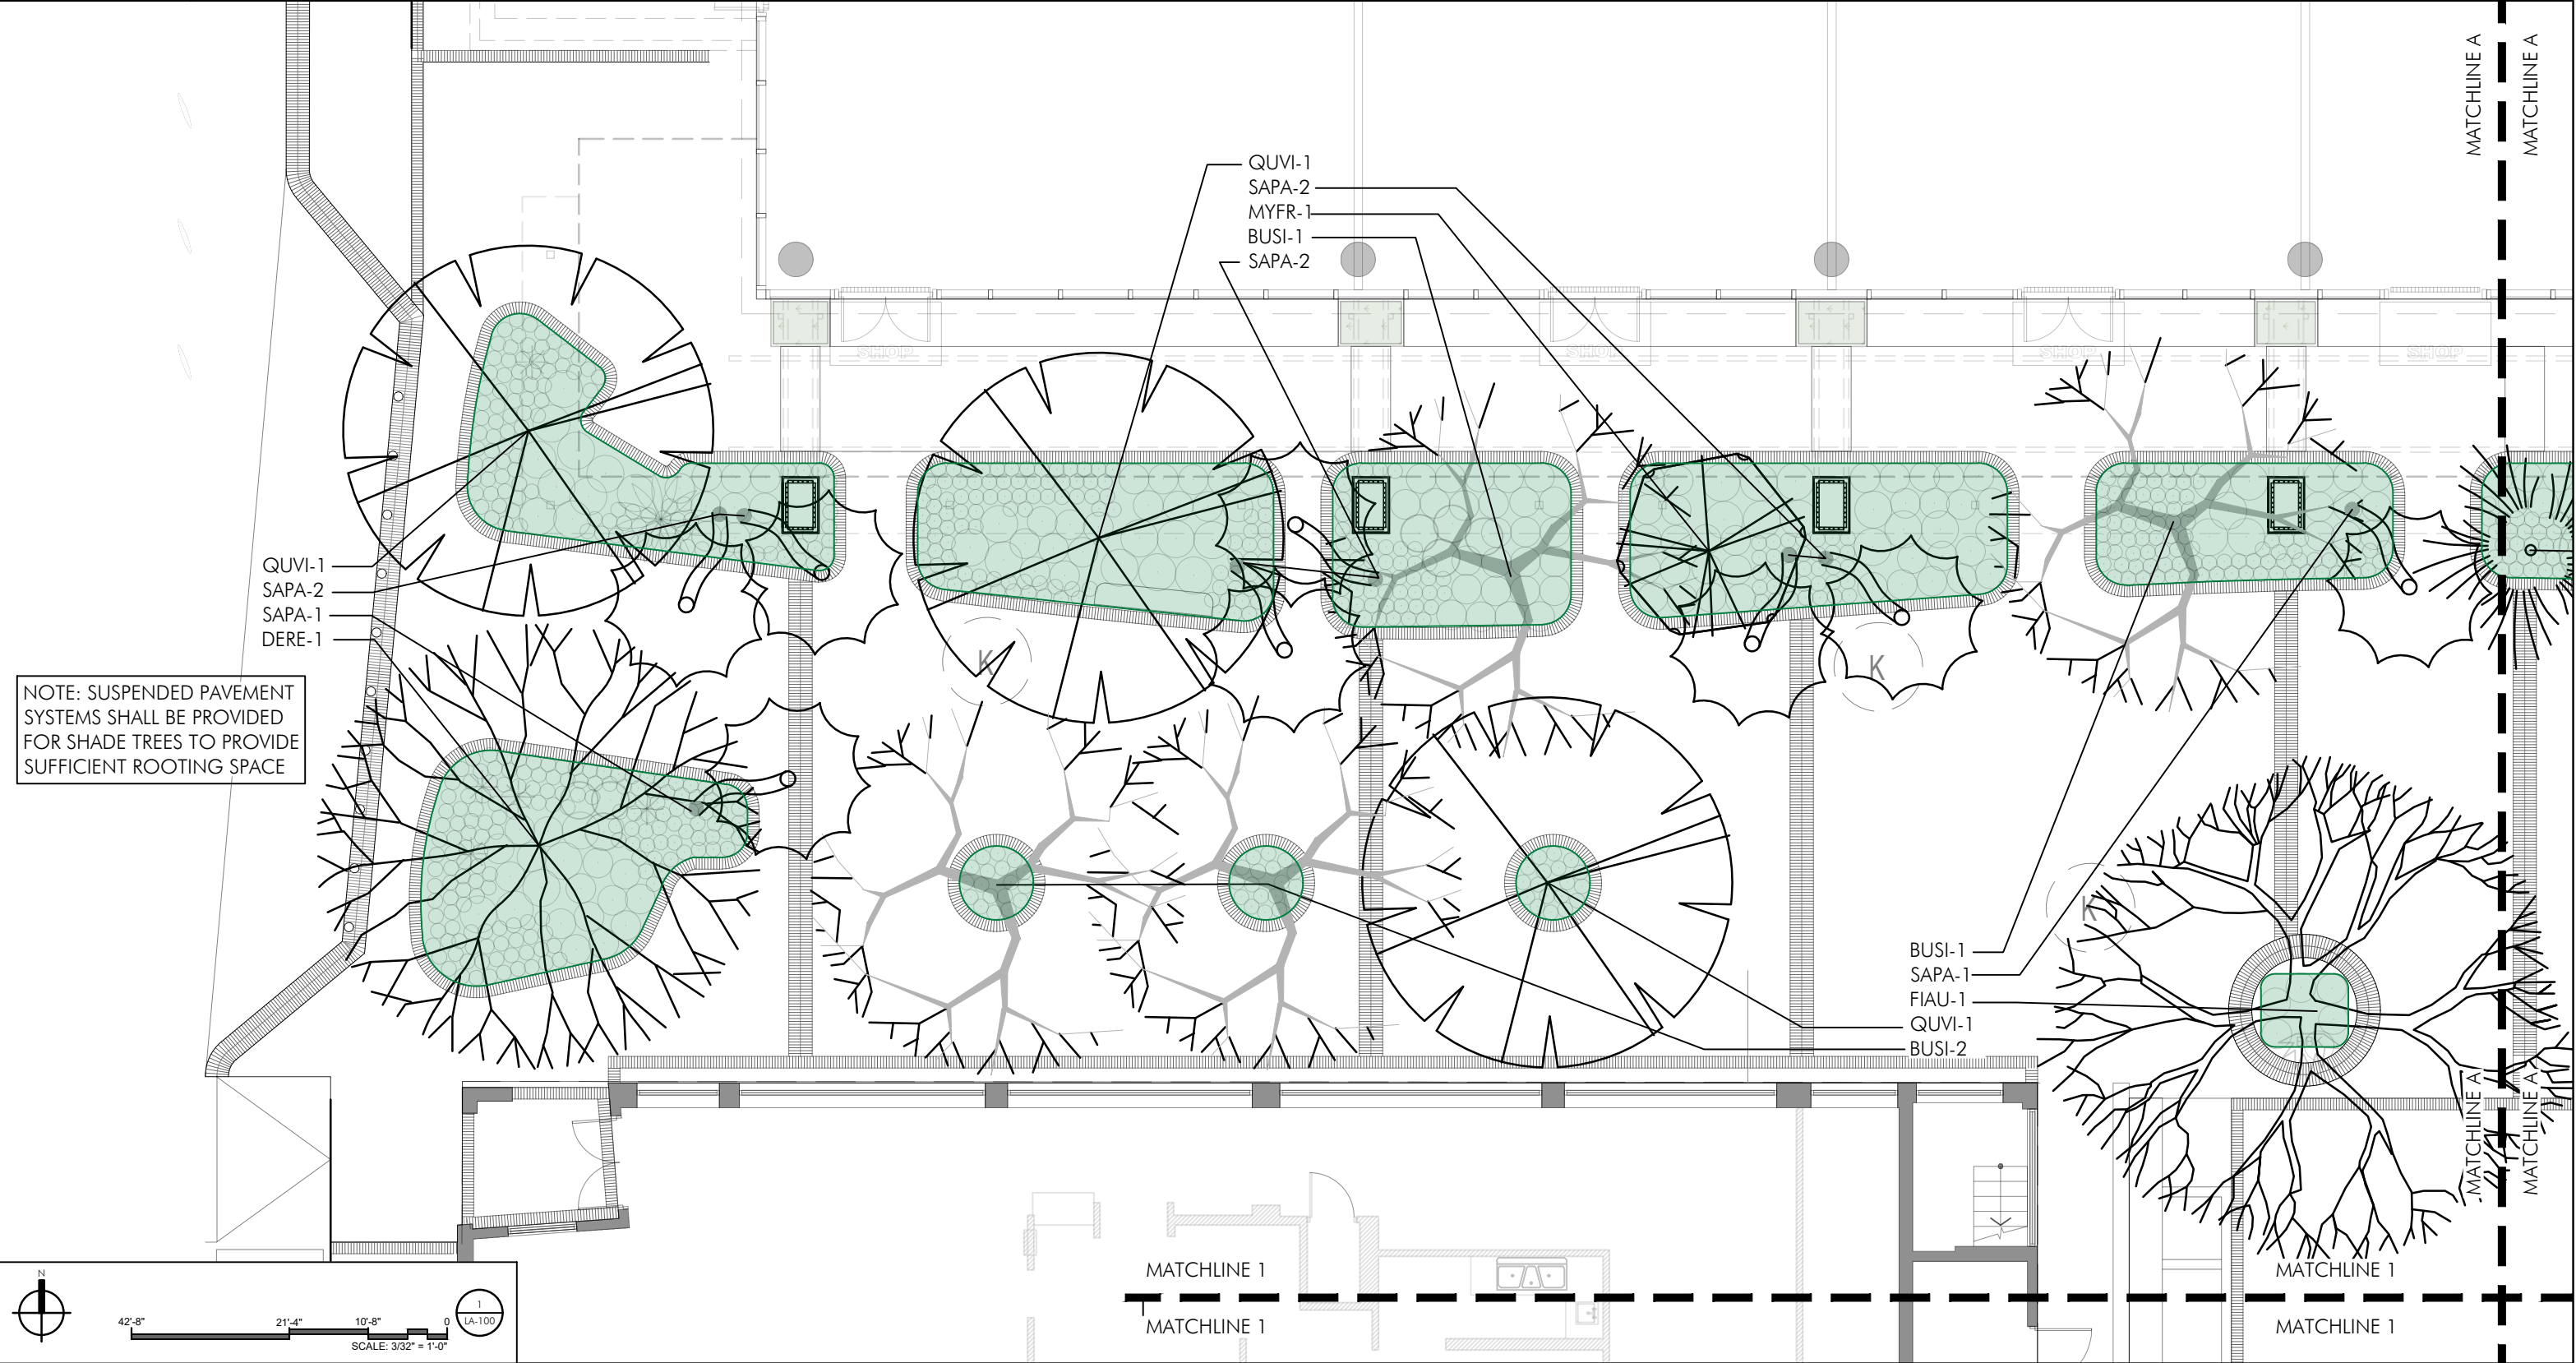 MATCHLINE A
MATCHLINE A
QUVI-1
SAPA-2
MYFR-1
BUSI-1
SAPA-2
SHOP
SHOP
SHOP
SHOP
QUVI-1
SAPA-2
SAPA-1
DERE-1
K
K
NOTE: SUSPENDED PAVEMENT
SYSTEMS SHALL BE PROVIDED
FOR SHADE TREES TO PROVIDE
SUFFICIENT ROOTING SPACE
K
BUSI-1
SAPA-1
FIAU-1
QUVI-1
BUSI-2
MATCHLINE A
MATCHLINE A
MATCHLINE 1
MATCHLINE 1
MATCHLINE 1
MATCHLINE 1
N
42'-8"
21'-4"
10'-8"
0
SCALE: 3/32" = 1'-0"
1
LA-100